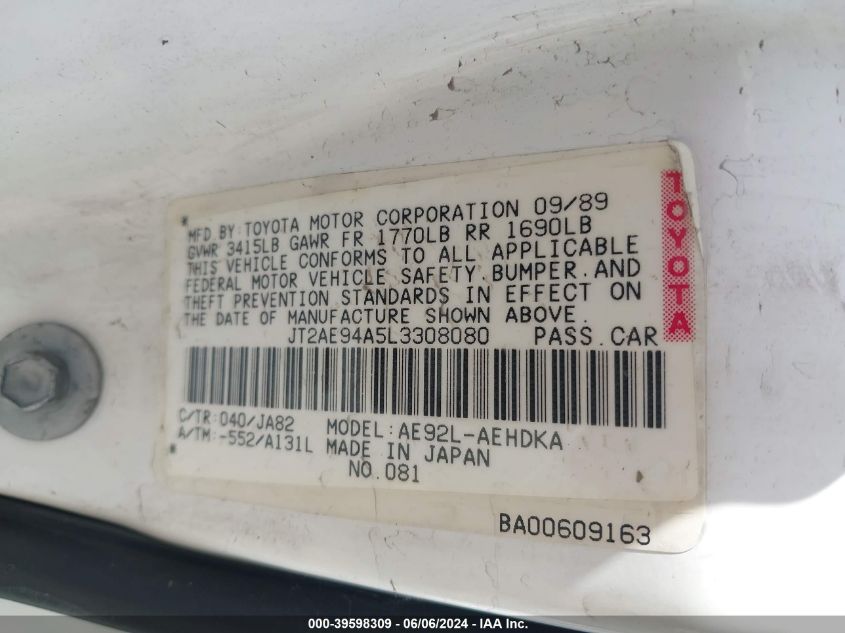 MFD BY:TOYOTA MOTOR CORPORATION 09/89
GVWR 3415LB GAWR FR 1770LB RR 1690LB
THIS VEHICLE CONFORMS TO ALL APPLICABLE
FEDERAL MOTOR VEHICLE SAFETY.BUMPER.AND
THEFT PREVENTION STANDARDS IN EFFECT ON
THE DATE OF MANUFACTURE SHOWN ABOVE.
JT2AE94A5L3308080 PASS.CAR
TOYOTA
C/TR:040/JA82 MODEL:AE92L-AEHDKA
A/TM:-552/A131L MADE IN JAPAN
NO.081
BA00609163
000-39598309 - 06/06/2024 - IAA Inc.